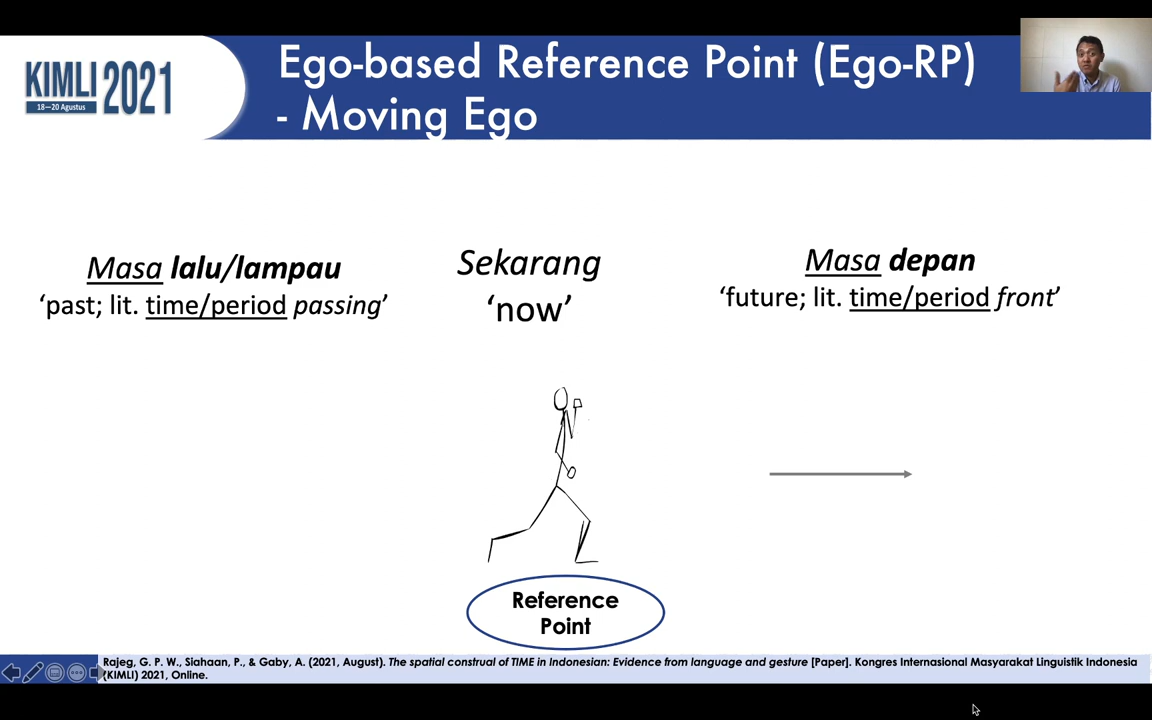 KIMLI 2021
18—20 Agustus
Ego-based Reference Point (Ego-RP)
- Moving Ego
Masa lalu/lampau
‘past; lit. time/period passing’
Sekarang
‘now’
Masa depan
‘future; lit. time/period front’
Reference
Point
Rajeg, G. P. W., Siahaan, P., & Gaby, A. (2021, August). The spatial construal of TIME in Indonesian: Evidence from language and gesture [Paper]. Kongres Internasional Masyarakat Linguistik Indonesia
(KIMLI) 2021, Online.